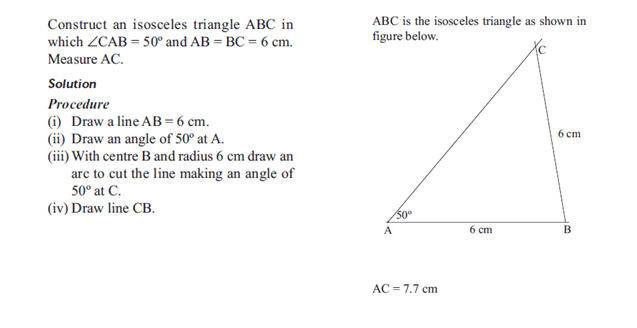 Construct an isosceles triangle ABC in
which ∠CAB = 50º and AB = BC = 6 cm.
Measure AC.
Solution
Procedure
(i) Draw a line AB = 6 cm.
(ii) Draw an angle of 50º at A.
(iii) With centre B and radius 6 cm draw an
arc to cut the line making an angle of
50º at C.
(iv) Draw line CB.
ABC is the isosceles triangle as shown in
figure below.
C
6 cm
50º
A
6 cm
B
AC = 7.7 cm